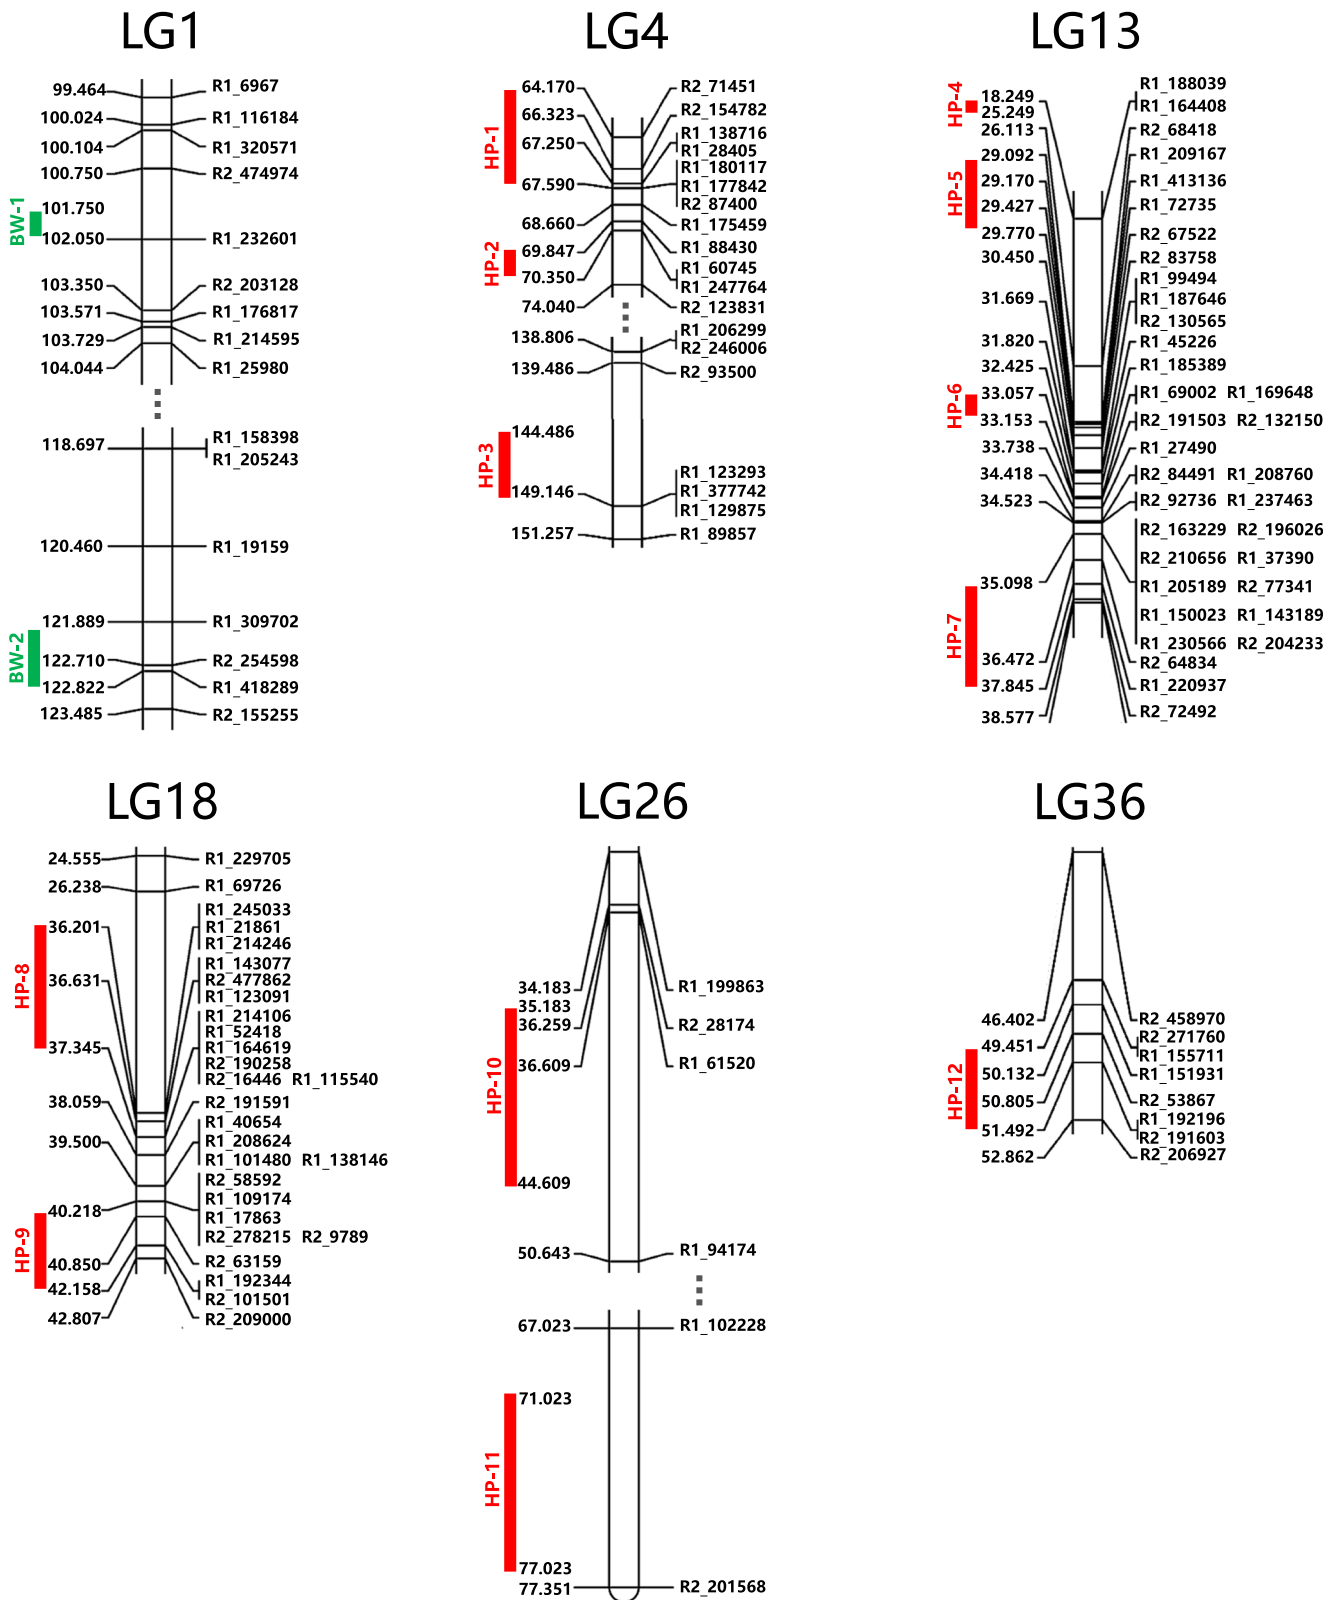 LG1
99.464 R1_6967
100.024 R1_116184
100.104 R1_320571
100.750 R2_474974
101.750
BW-1
102.050 R1_232601
103.350 R2_203128
103.571 R1_176817
103.729 R1_214595
104.044 R1_25980
118.697 R1_158398
R1_205243
120.460 R1_19159
121.889 R1_309702
BW-2
122.710 R2_254598
122.822 R1_418289
123.485 R2_155255
LG4
64.170 R2_71451
66.323 R2_154782
HP-1
67.250 R1_138716
R1_28405
67.590 R1_180117
R1_177842
R2_87400
68.660 R1_175459
69.847 R1_88430
HP-2
70.350 R1_60745
R1_247764
74.040 R2_123831
138.806 R1_206299
R2_246006
139.486 R2_93500
144.486
HP-3
149.146 R1_123293
R1_377742
R1_129875
151.257 R1_89857
LG13
HP-4
18.249 R1_188039
25.249 R1_164408
26.113 R2_68418
29.092 R1_209167
HP-5
29.170 R1_413136
29.427 R1_72735
29.770 R2_67522
30.450 R2_83758
31.669 R1_99494
R1_187646
R2_130565
31.820 R1_45226
32.425 R1_185389
HP-6
33.057 R1_69002 R1_169648
33.153 R2_191503 R2_132150
33.738 R1_27490
34.418 R2_84491 R1_208760
34.523 R2_92736 R1_237463
35.098 R2_163229 R2_196026
R2_210656 R1_37390
R1_205189 R2_77341
R1_150023 R1_143189
R1_230566 R2_204233
HP-7
36.472 R2_64834
37.845 R1_220937
38.577 R2_72492
LG18
24.555 R1_229705
26.238 R1_69726
36.201 R1_245033
R1_21861
R1_214246
HP-8
36.631 R1_143077
R2_477862
R1_123091
37.345 R1_214106
R1_52418
R1_164619
R2_190258
R2_16446 R1_115540
38.059 R2_191591
39.500 R1_40654
R1_208624
R1_101480 R1_138146
40.218 R2_58592
R1_109174
R1_17863
R2_278215 R2_9789
HP-9
40.850 R2_63159
42.158 R1_192344
R2_101501
42.807 R2_209000
LG26
34.183 R1_199863
35.183
36.259 R2_28174
36.609 R1_61520
HP-10
44.609
50.643 R1_94174
67.023 R1_102228
71.023
HP-11
77.023
77.351 R2_201568
LG36
46.402 R2_458970
49.451 R2_271760
R1_155711
50.132 R1_151931
HP-12
50.805 R2_53867
51.492 R1_192196
R2_191603
52.862 R2_206927